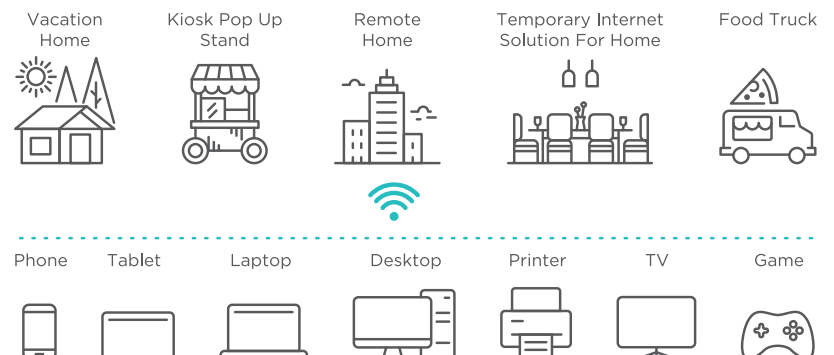 Vacation
Home
Kiosk Pop Up
Stand
Remote
Home
Temporary Internet
Solution For Home
Food Truck
Phone
Tablet
Laptop
Desktop
Printer
TV
Game